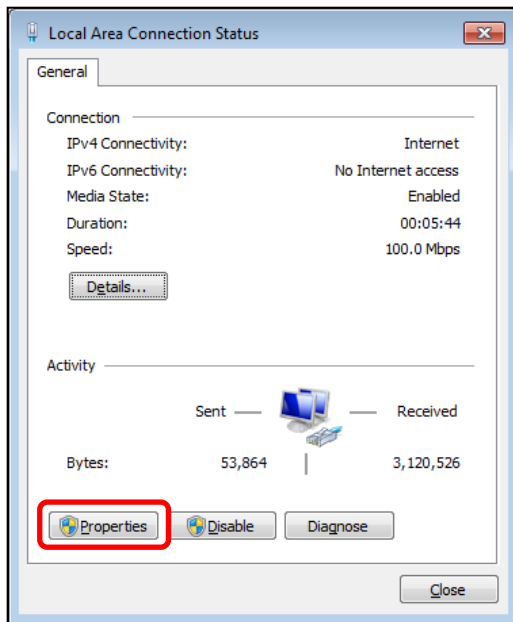 Local Area Connection Status
General
Connection
IPv4 Connectivity: Internet
IPv6 Connectivity: No Internet access
Media State: Enabled
Duration: 00:05:44
Speed: 100.0 Mbps
Details...
Activity
Sent Received
Bytes: 53,864 3,120,526
Properties Disable Diagnose
Close